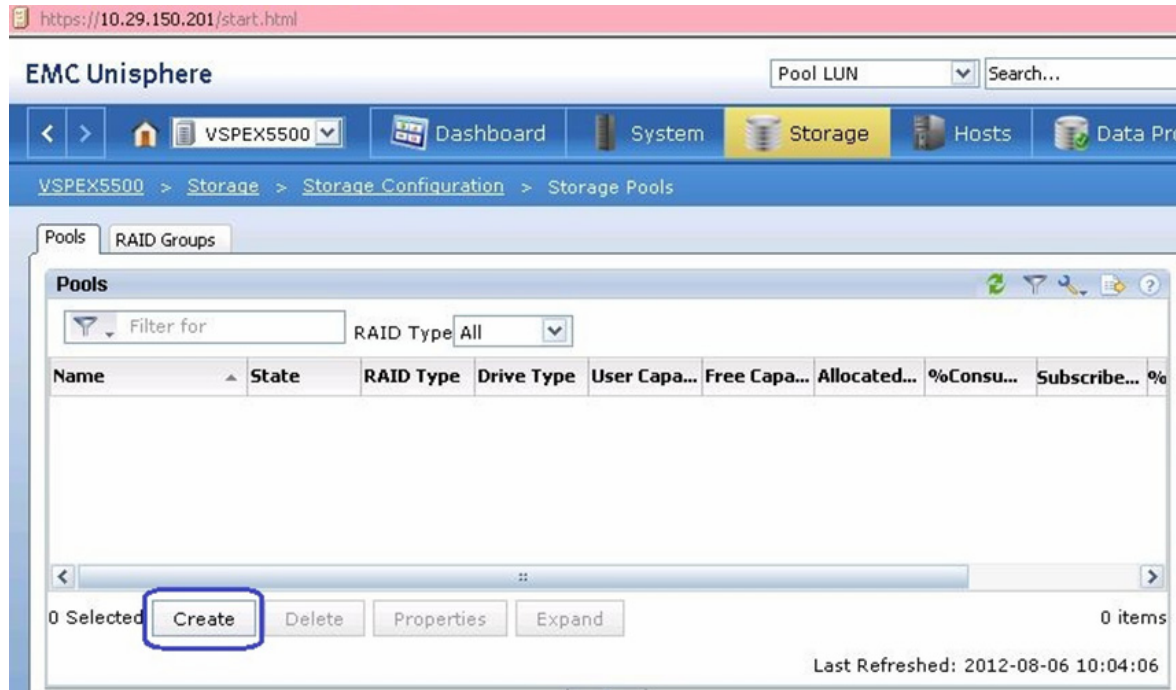 https://10.29.150.201/start.html
EMC Unisphere
Pool LUN
Search...
VSPEX5500
Dashboard
System
Storage
Hosts
Data Pro
VSPEX5500 > Storage > Storage Configuration > Storage Pools
Pools
RAID Groups
Pools
Filter for
RAID Type All
Name State RAID Type Drive Type User Capa... Free Capa... Allocated... %Consu... Subscribe... %
0 Selected Create Delete Properties Expand 0 items
Last Refreshed: 2012-08-06 10:04:06